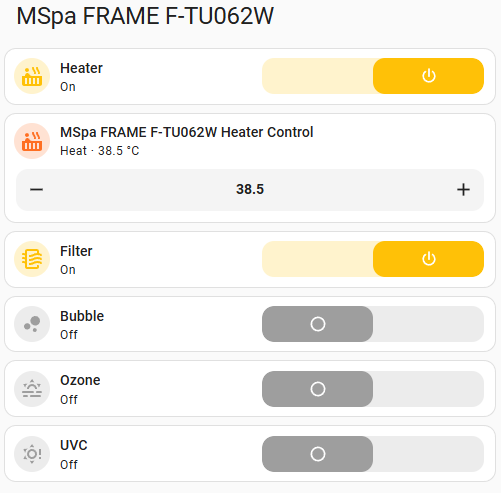 MSpa FRAME F-TU062W
Heater
On
MSpa FRAME F-TU062W Heater Control
Heat · 38.5 °C
38.5
Filter
On
Bubble
Off
Ozone
Off
UVC
Off